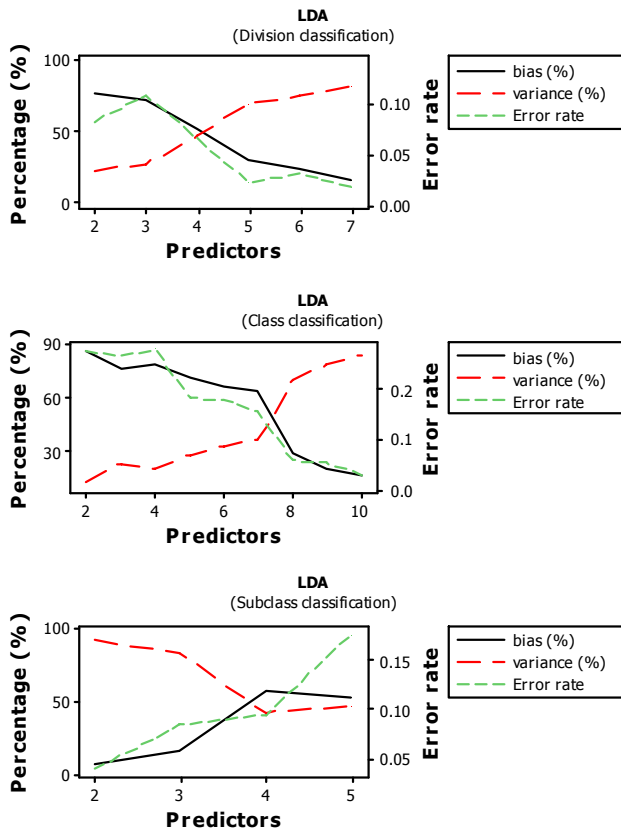 LDA
(Division classification)
Percentage (%)
100
50
0
2 3 4 5 6 7
Predictors
0.10
0.05
0.00
Error rate
bias (%)
variance (%)
Error rate
LDA
(Class classification)
Percentage (%)
90
60
30
2 4 6 8 10
Predictors
0.2
0.1
0.0
Error rate
bias (%)
variance (%)
Error rate
LDA
(Subclass classification)
Percentage (%)
100
50
0
2 3 4 5
Predictors
0.15
0.10
0.05
Error rate
bias (%)
variance (%)
Error rate